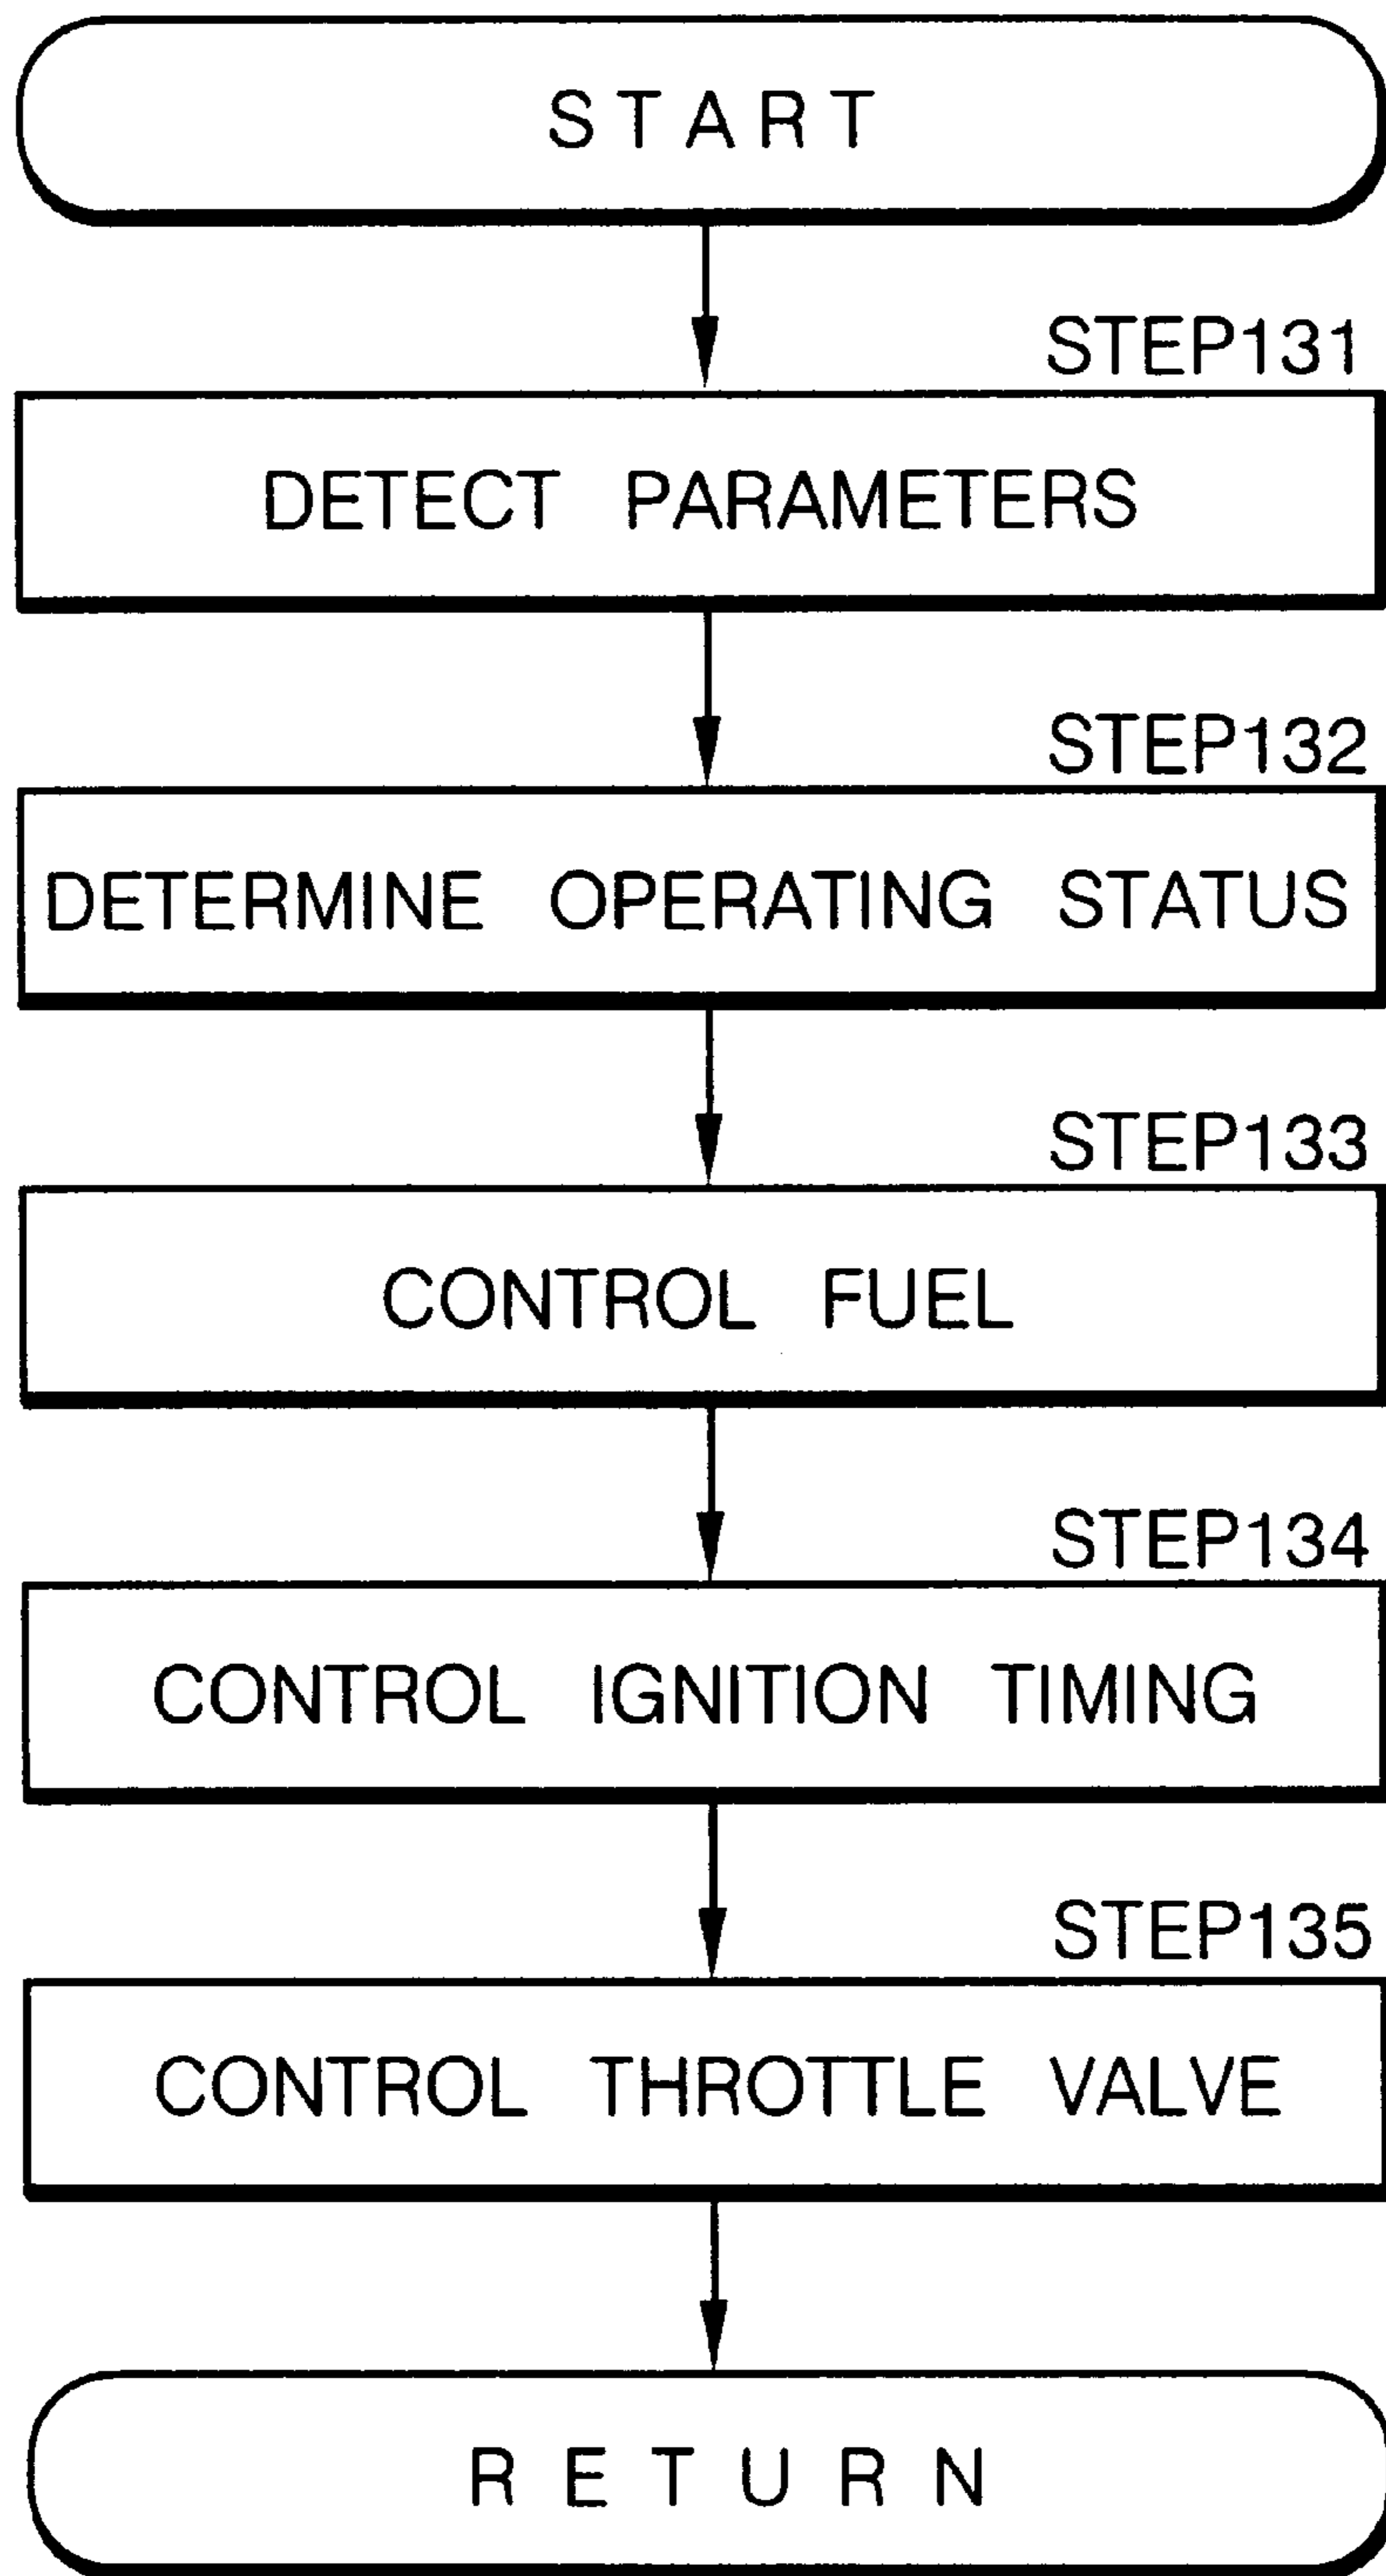 START
STEP131
DETECT PARAMETERS
STEP132
DETERMINE OPERATING STATUS
STEP133
CONTROL FUEL
STEP134
CONTROL IGNITION TIMING
STEP135
CONTROL THROTTLE VALVE
RETURN